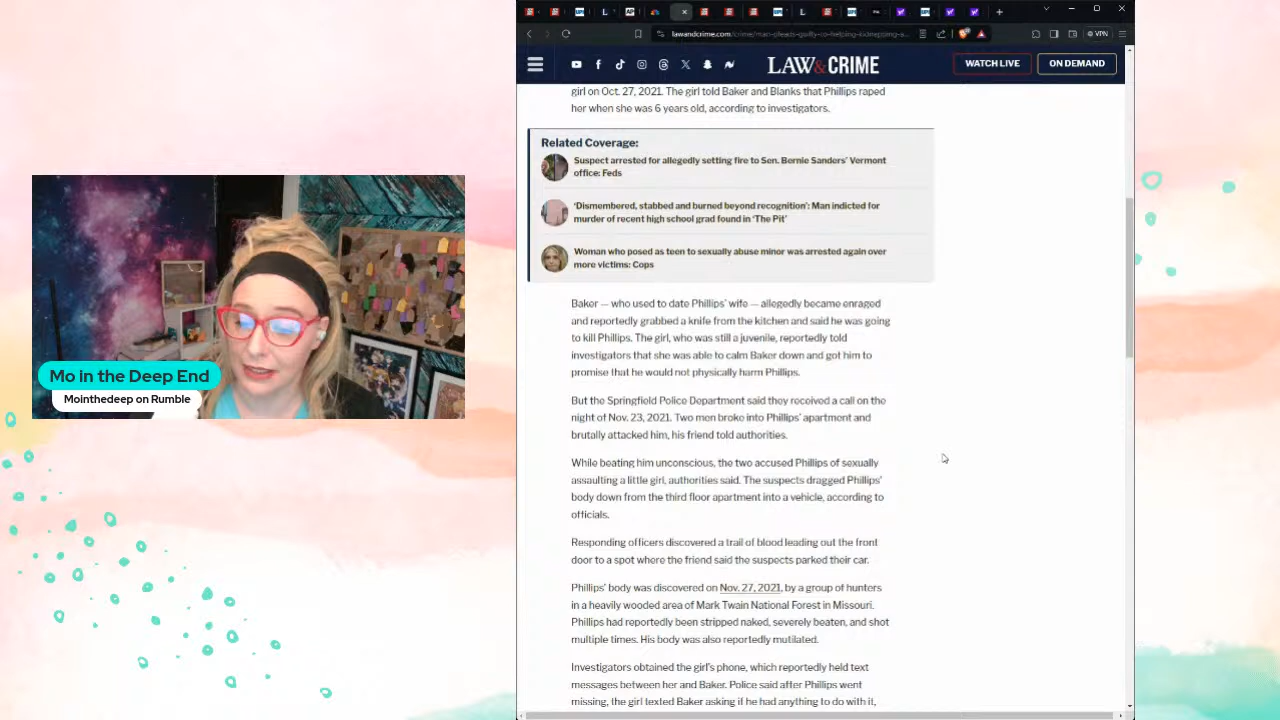 lawandcrime.com/crime/man-pleads-guilty-to-helping-kidnapping-a...
VPN
LAW&CRIME
WATCH LIVE
ON DEMAND
girl on Oct. 27, 2021. The girl told Baker and Blanks that Phillips raped
her when she was 6 years old, according to investigators.
Related Coverage:
Suspect arrested for allegedly setting fire to Sen. Bernie Sanders’ Vermont
office: Feds
‘Dismembered, stabbed and burned beyond recognition’: Man indicted for
murder of recent high school grad found in ‘The Pit’
Woman who posed as teen to sexually abuse minor was arrested again over
more victims: Cops
Baker — who used to date Phillips’ wife — allegedly became enraged
and reportedly grabbed a knife from the kitchen and said he was going
to kill Phillips. The girl, who was still a juvenile, reportedly told
investigators that she was able to calm Baker down and got him to
promise that he would not physically harm Phillips.
But the Springfield Police Department said they received a call on the
night of Nov. 23, 2021. Two men broke into Phillips’ apartment and
brutally attacked him, his friend told authorities.
While beating him unconscious, the two accused Phillips of sexually
assaulting a little girl, authorities said. The suspects dragged Phillips’
body down from the third floor apartment into a vehicle, according to
officials.
Responding officers discovered a trail of blood leading out the front
door to a spot where the friend said the suspects parked their car.
Phillips’ body was discovered on Nov. 27, 2021, by a group of hunters
in a heavily wooded area of Mark Twain National Forest in Missouri.
Phillips had reportedly been stripped naked, severely beaten, and shot
multiple times. His body was also reportedly mutilated.
Investigators obtained the girl’s phone, which reportedly held text
messages between her and Baker. Police said after Phillips went
missing, the girl texted Baker asking if he had anything to do with it,
Mo in the Deep End
Mointhedeep on Rumble